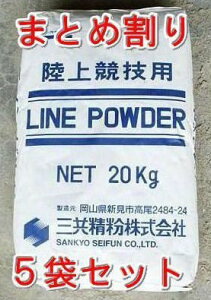 まとめ割り
陸上競技用
LINE POWDER
NET 20Kg
製造元 岡山県新見市高尾2484-24
三共精粉株式会社
SANKYO SEIFUN CO.,LTD.
5袋セット